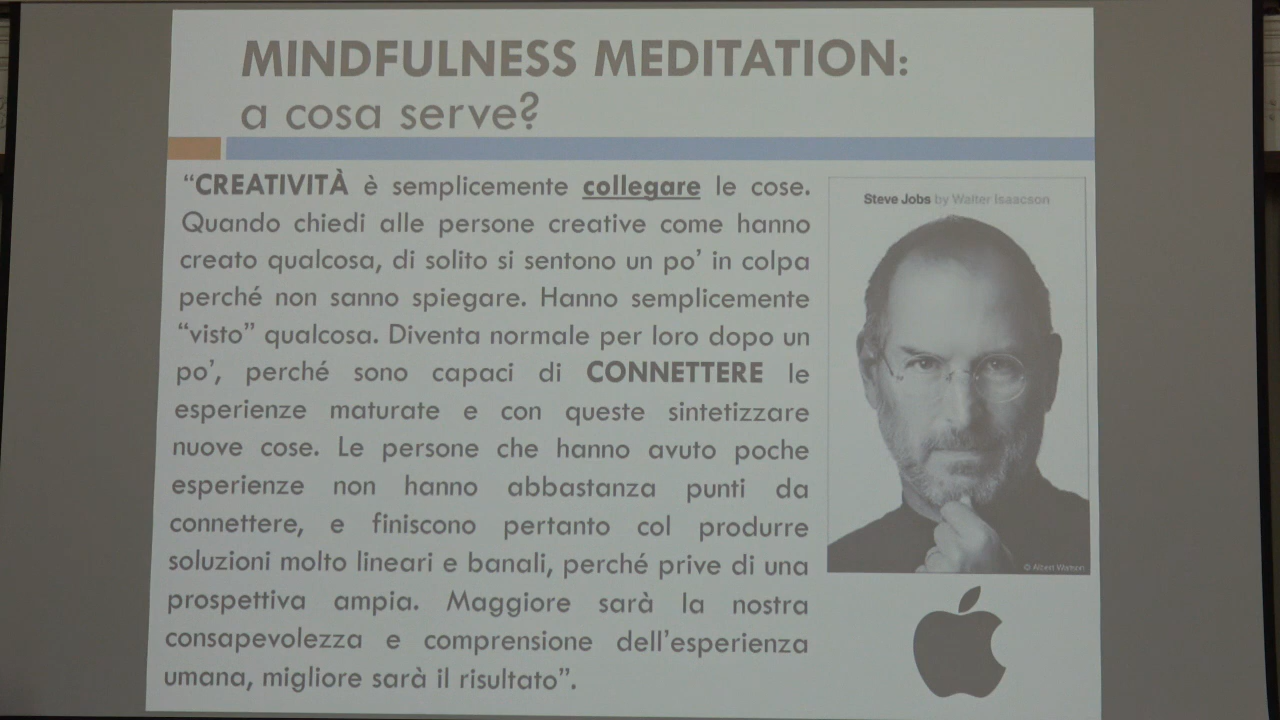 MINDFULNESS MEDITATION:
a cosa serve?
“CREATIVITÀ è semplicemente collegare le cose.
Quando chiedi alle persone creative come hanno
creato qualcosa, di solito si sentono un po’ in colpa
perché non sanno spiegare. Hanno semplicemente
“visto” qualcosa. Diventa normale per loro dopo un
po’, perché sono capaci di CONNETTERE le
esperienze maturate e con queste sintetizzare
nuove cose. Le persone che hanno avuto poche
esperienze non hanno abbastanza punti da
connettere, e finiscono pertanto col produrre
soluzioni molto lineari e banali, perché prive di una
prospettiva ampia. Maggiore sarà la nostra
consapevolezza e comprensione dell’esperienza
umana, migliore sarà il risultato”.
Steve Jobs by Walter Isaacson
© Albert Watson